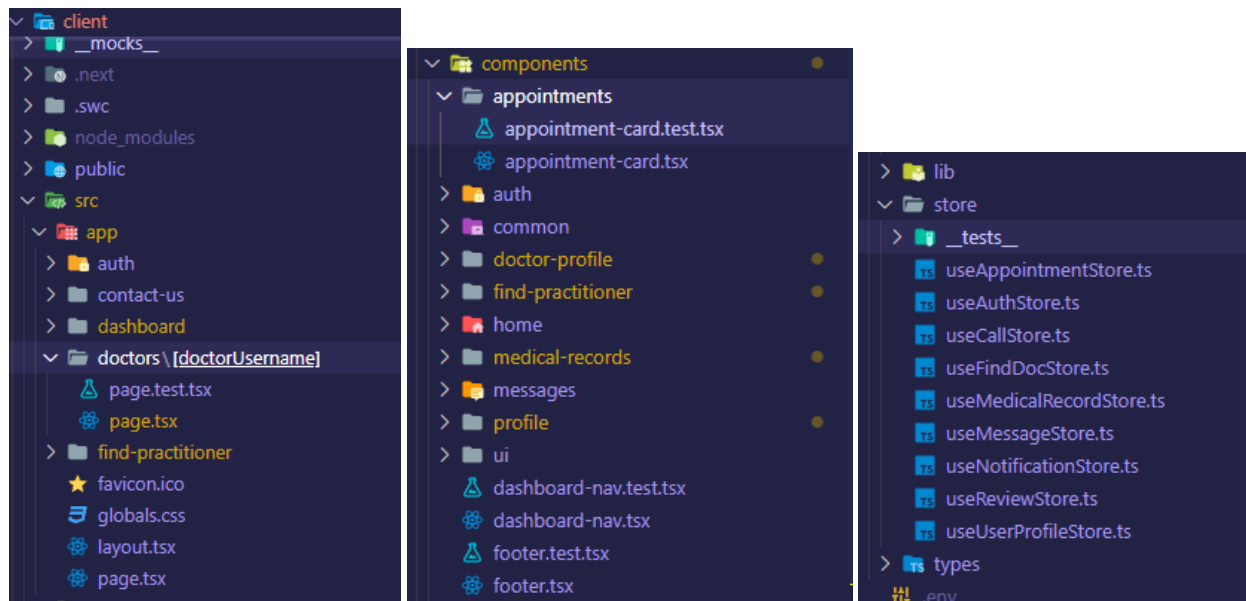 client
__mocks__
.next
.swc
node_modules
public
src
app
auth
contact-us
dashboard
doctors\[doctorUsername]
page.test.tsx
page.tsx
find-practitioner
favicon.ico
globals.css
layout.tsx
page.tsx
components
appointments
appointment-card.test.tsx
appointment-card.tsx
auth
common
doctor-profile
find-practitioner
home
medical-records
messages
profile
ui
dashboard-nav.test.tsx
dashboard-nav.tsx
footer.test.tsx
footer.tsx
lib
store
__tests__
useAppointmentStore.ts
useAuthStore.ts
useCallStore.ts
useFindDocStore.ts
useMedicalRecordStore.ts
useMessageStore.ts
useNotificationStore.ts
useReviewStore.ts
useUserProfileStore.ts
types
.env